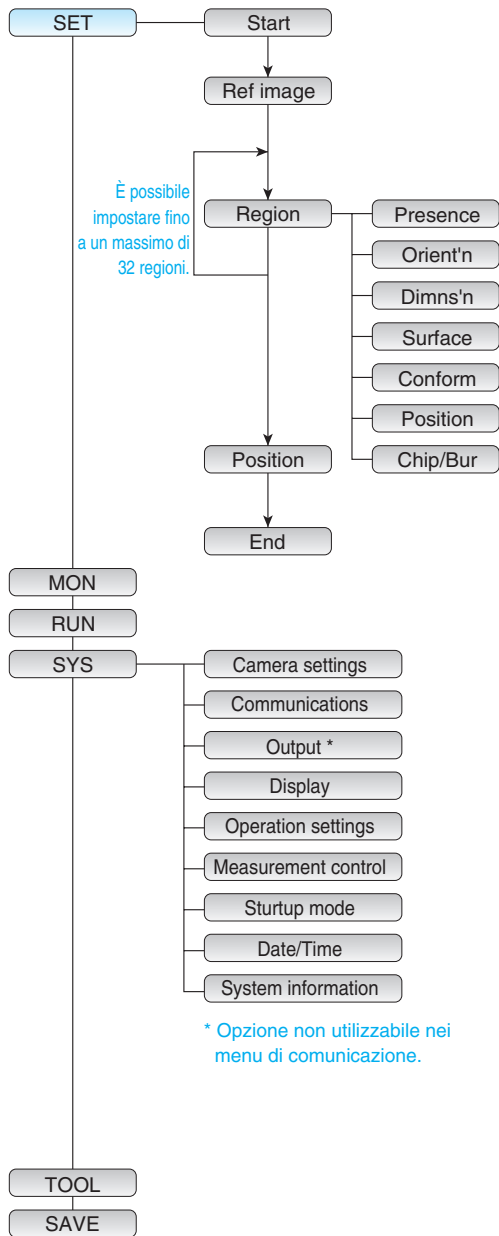 SET
Start
Ref image
È possibile
impostare fino
a un massimo di
32 regioni.
Region
Presence
Orient'n
Dimns'n
Surface
Conform
Position
Chip/Bur
Position
End
MON
RUN
SYS
Camera settings
Communications
Output *
Display
Operation settings
Measurement control
Sturtup mode
Date/Time
System information
* Opzione non utilizzabile nei
menu di comunicazione.
TOOL
SAVE